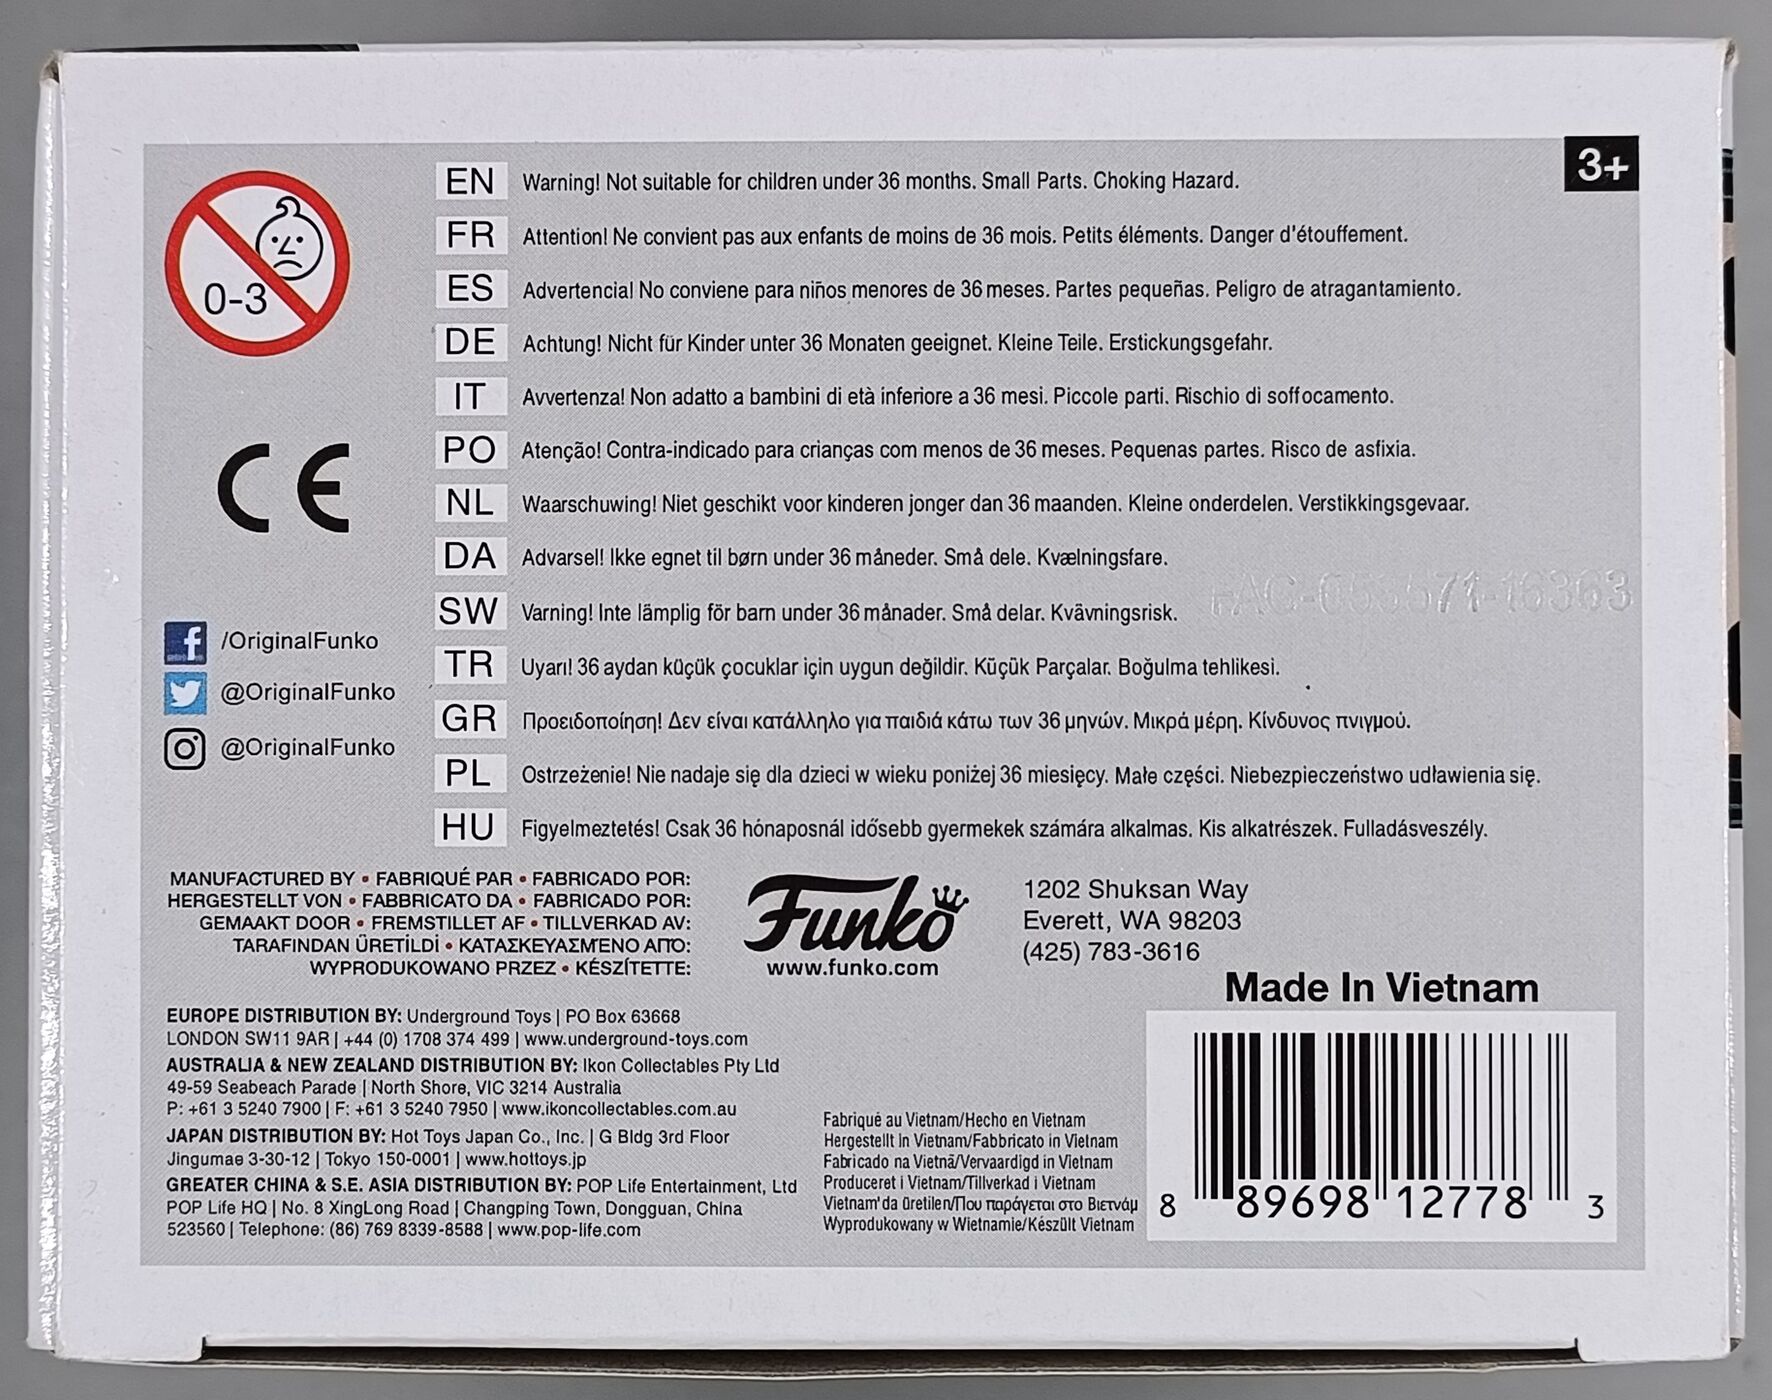 3+
0-3
EN Warning! Not suitable for children under 36 months. Small Parts. Choking Hazard.
FR Attention! Ne convient pas aux enfants de moins de 36 mois. Petits éléments. Danger d'étouffement.
ES Advertencia! No conviene para niños menores de 36 meses. Partes pequeñas. Peligro de atragantamiento.
DE Achtung! Nicht für Kinder unter 36 Monaten geeignet. Kleine Teile. Erstickungsgefahr.
IT Avvertenza! Non adatto a bambini di età inferiore a 36 mesi. Piccole parti. Rischio di soffocamento.
PO Atenção! Contra-indicado para crianças com menos de 36 meses. Pequenas partes. Risco de asfixia.
NL Waarschuwing! Niet geschikt voor kinderen jonger dan 36 maanden. Kleine onderdelen. Verstikkingsgevaar.
DA Advarsel! Ikke egnet til børn under 36 måneder. Små dele. Kvælningsfare.
SW Varning! Inte lämplig för barn under 36 månader. Små delar. Kvävningsrisk.
TR Uyarı! 36 aydan küçük çocuklar için uygun değildir. Küçük Parçalar. Boğulma tehlikesi.
GR Προειδοποίηση! Δεν είναι κατάλληλο για παιδιά κάτω των 36 μηνών. Μικρά μέρη. Κίνδυνος πνιγμού.
PL Ostrzeżenie! Nie nadaje się dla dzieci w wieku poniżej 36 miesięcy. Małe części. Niebezpieczeństwo udławienia się.
HU Figyelmeztetés! Csak 36 hónaposnál idősebb gyermekek számára alkalmas. Kis alkatrészek. Fulladásveszély.
CE
/OriginalFunko
@OriginalFunko
@OriginalFunko
MANUFACTURED BY • FABRIQUÉ PAR • FABRICADO POR:
HERGESTELLT VON • FABBRICATO DA • FABRICADO POR:
GEMAAKT DOOR • FREMSTILLET AF • TILLVERKAD AV:
TARAFINDAN ÜRETİLDİ • ΚΑΤΑΣΚΕΥΑΣΜΈΝΟ ΑΠΌ:
WYPRODUKOWANO PRZEZ • KÉSZÍTETTE:
Funko
www.funko.com
1202 Shuksan Way
Everett, WA 98203
(425) 783-3616
Made In Vietnam
EUROPE DISTRIBUTION BY: Underground Toys | PO Box 63668
LONDON SW11 9AR | +44 (0) 1708 374 499 | www.underground-toys.com
AUSTRALIA & NEW ZEALAND DISTRIBUTION BY: Ikon Collectables Pty Ltd
49-59 Seabeach Parade | North Shore, VIC 3214 Australia
P: +61 3 5240 7900 | F: +61 3 5240 7950 | www.ikoncollectables.com.au
JAPAN DISTRIBUTION BY: Hot Toys Japan Co., Inc. | G Bldg 3rd Floor
Jingumae 3-30-12 | Tokyo 150-0001 | www.hottoys.jp
GREATER CHINA & S.E. ASIA DISTRIBUTION BY: POP Life Entertainment, Ltd
POP Life HQ | No. 8 XingLong Road | Changping Town, Dongguan, China
523560 | Telephone: (86) 769 8339-8588 | www.pop-life.com
Fabriqué au Vietnam/Hecho en Vietnam
Hergestellt in Vietnam/Fabbricato in Vietnam
Fabricado na Vietnã/Vervaardigd in Vietnam
Produceret i Vietnam/Tillverkad i Vietnam
Vietnam'da üretilen/Που παράγεται στο Βιετνάμ
Wyprodukowany w Wietnamie/Készült Vietnam
8 89698 12778 3